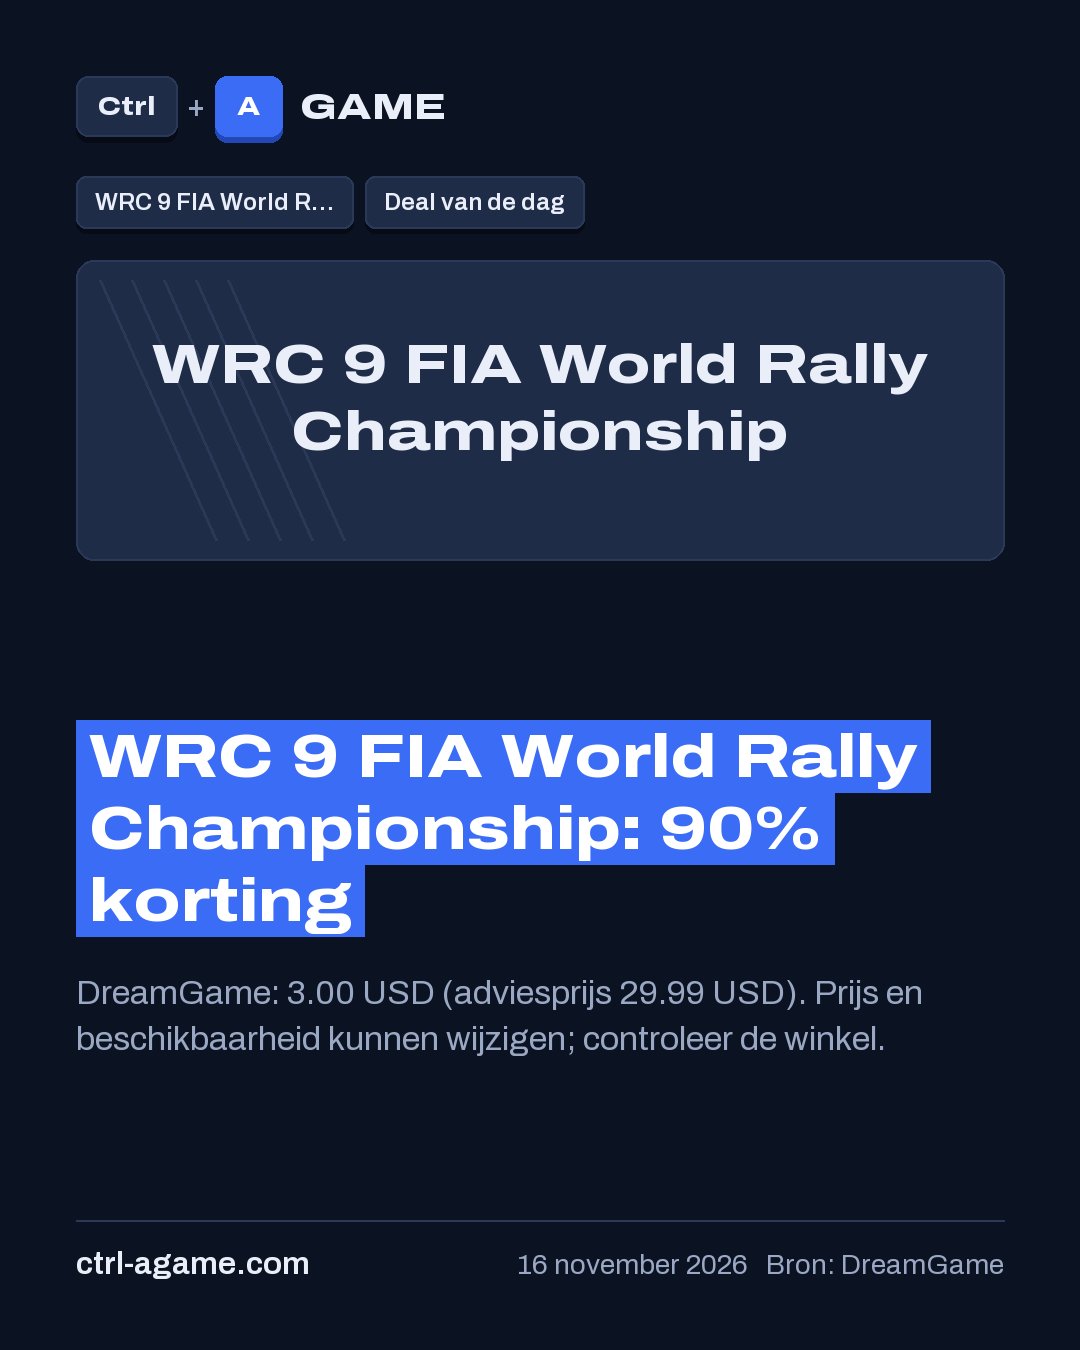 Ctrl + A GAME
WRC 9 FIA World R... Deal van de dag
WRC 9 FIA World Rally
Championship
WRC 9 FIA World Rally
Championship: 90%
korting
DreamGame: 3.00 USD (adviesprijs 29.99 USD). Prijs en
beschikbaarheid kunnen wijzigen; controleer de winkel.
ctrl-agame.com 16 november 2026 Bron: DreamGame